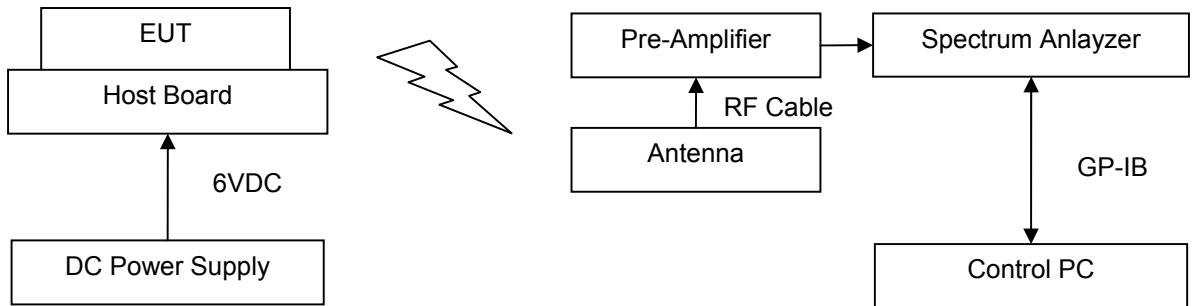 EUT
Host Board
6VDC
DC Power Supply
Pre-Amplifier
Spectrum Anlayzer
RF Cable
Antenna
GP-IB
Control PC